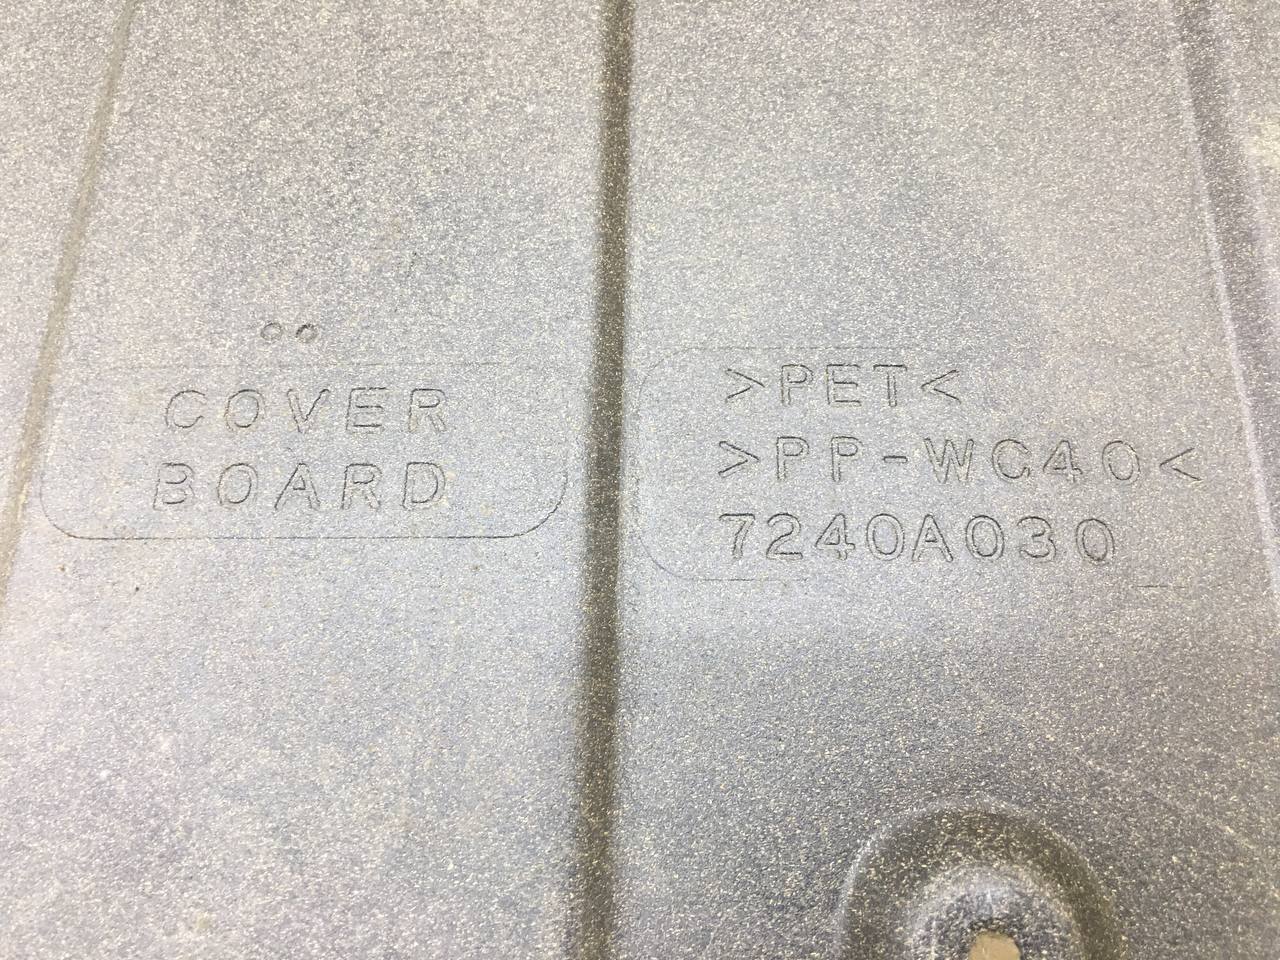 COVER
BOARD
>PET<
>PP-WC40<
7240A030